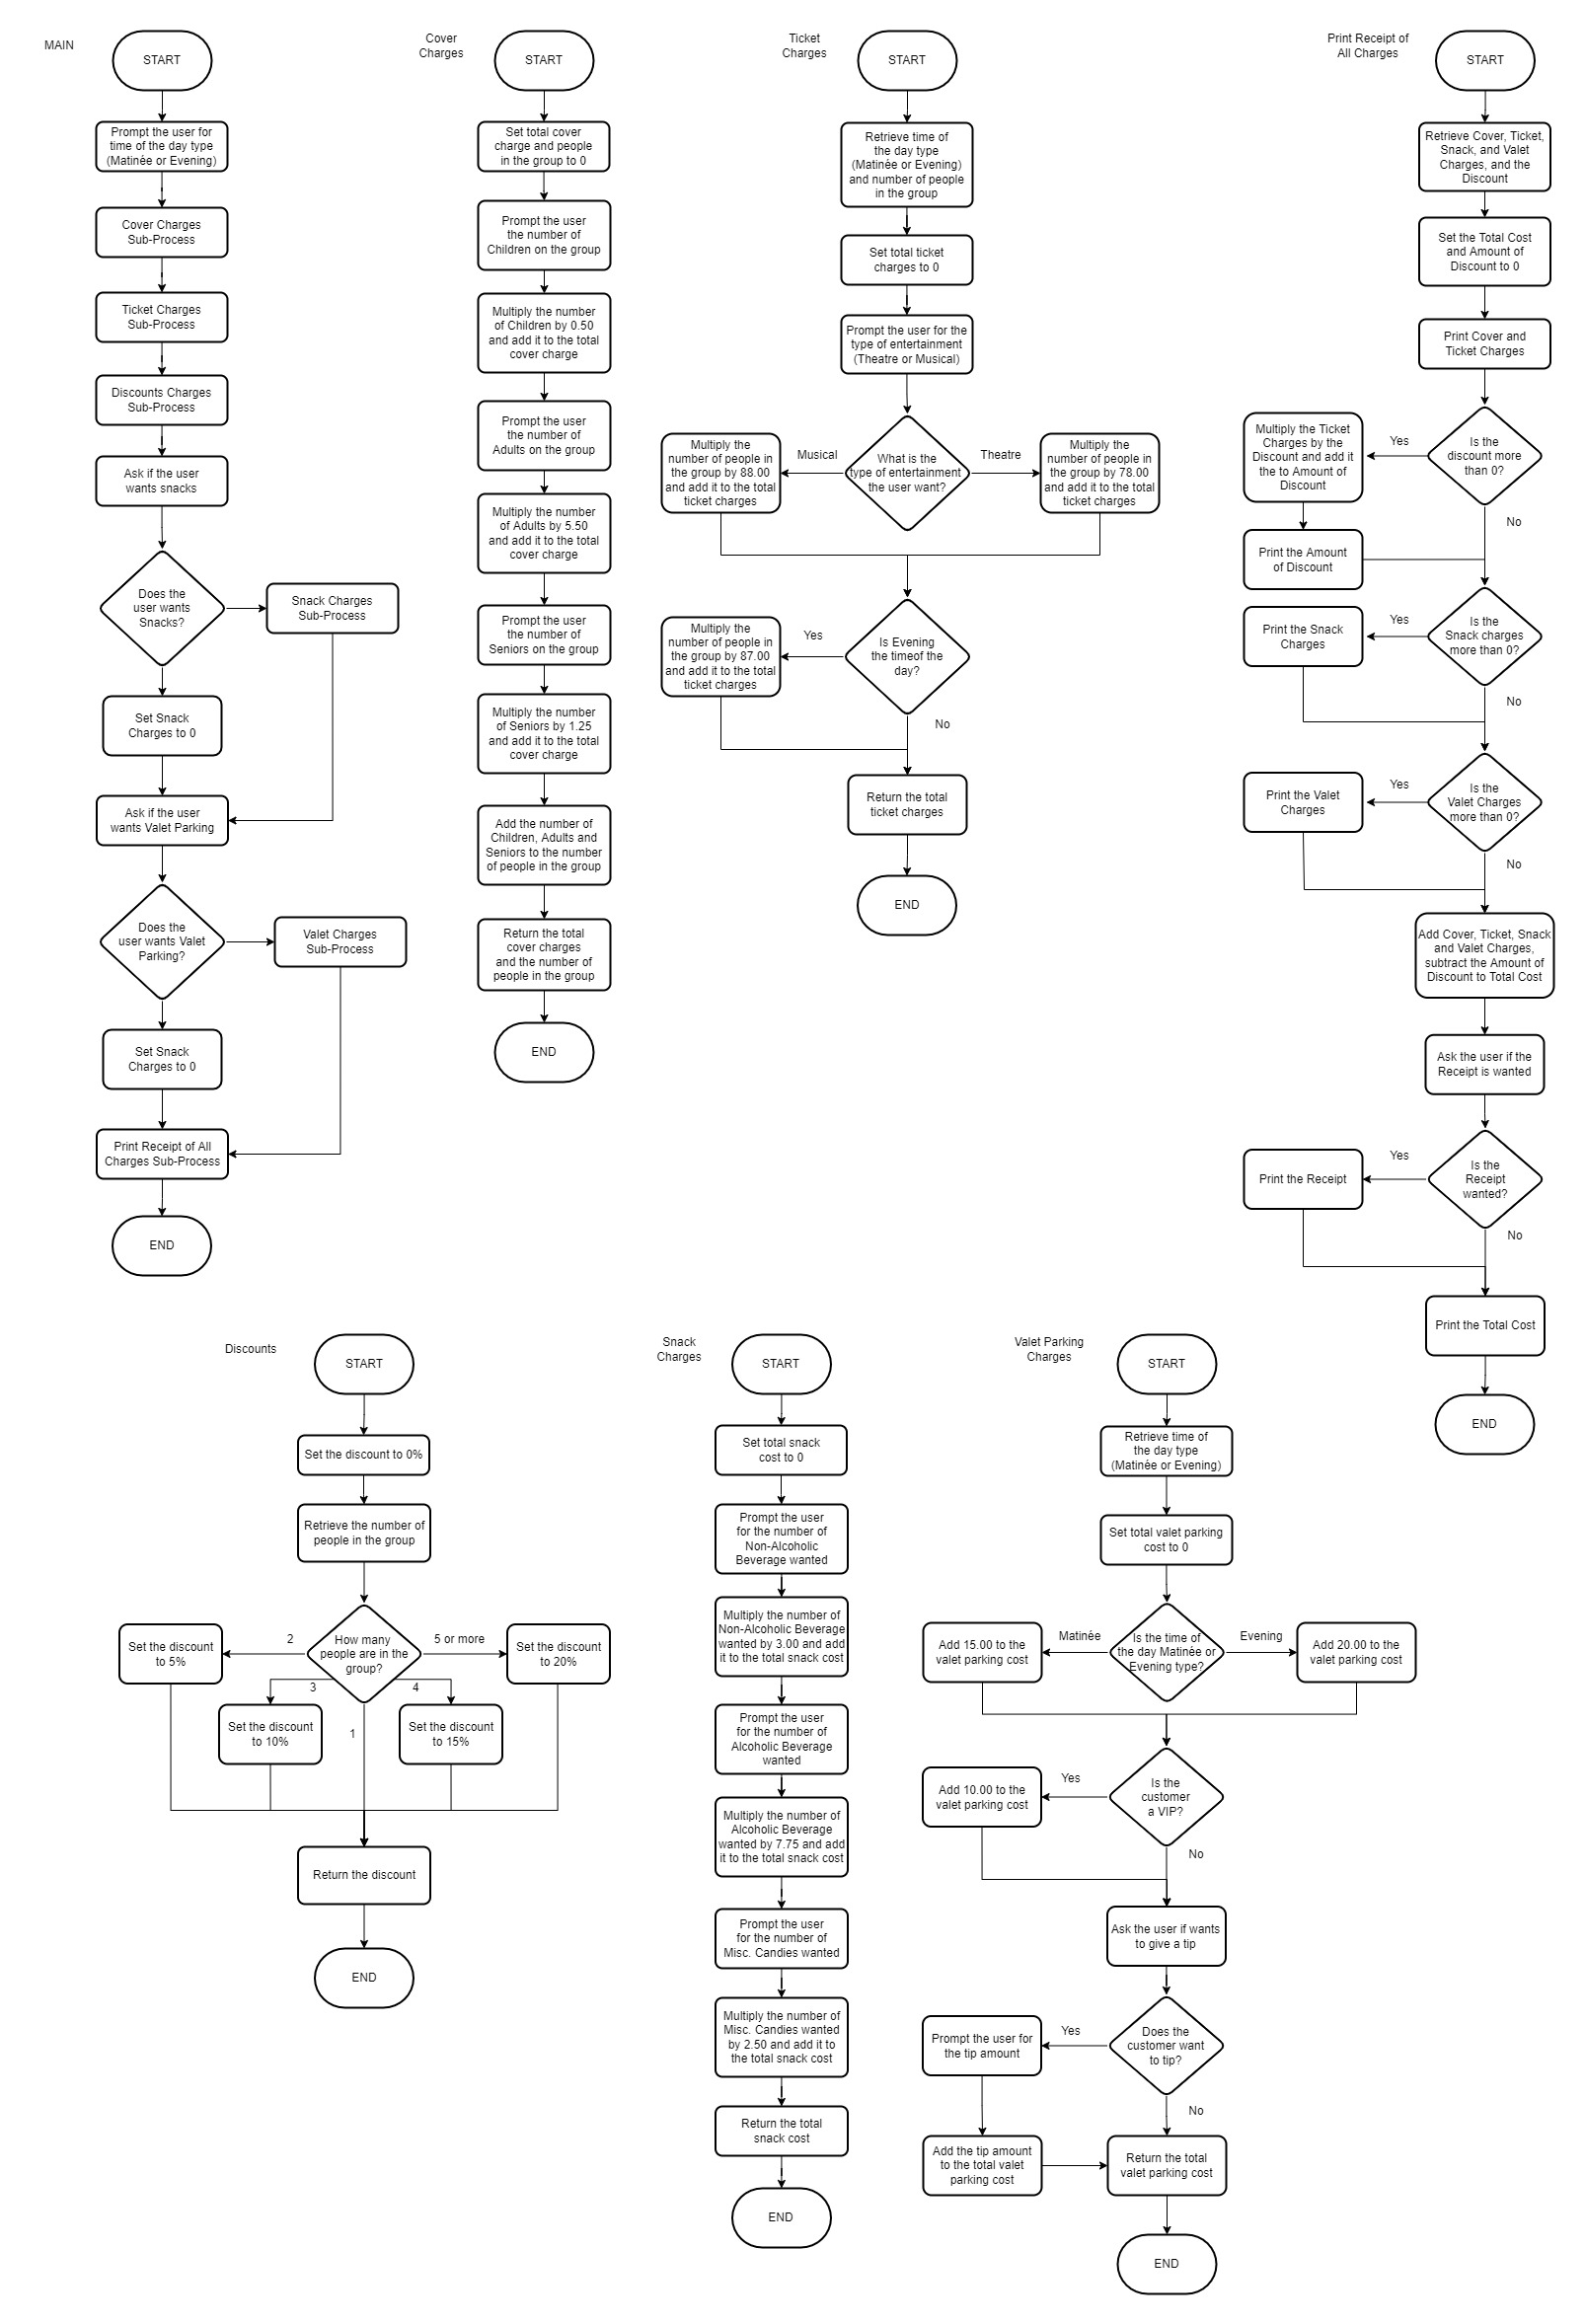 MAIN
START
Prompt the user for
time of the day type
(Matinée or Evening)
Cover Charges
Sub-Process
Ticket Charges
Sub-Process
Discounts Charges
Sub-Process
Ask if the user
wants snacks
Does the
user wants
Snacks?
Snack Charges
Sub-Process
Set Snack
Charges to 0
Ask if the user
wants Valet Parking
Does the
user wants Valet
Parking?
Valet Charges
Sub-Process
Set Snack
Charges to 0
Print Receipt of All
Charges Sub-Process
END
Cover
Charges
START
Set total cover
charge and people
in the group to 0
Prompt the user
the number of
Children on the group
Multiply the number
of Children by 0.50
and add it to the total
cover charge
Prompt the user
the number of
Adults on the group
Multiply the number
of Adults by 5.50
and add it to the total
cover charge
Prompt the user
the number of
Seniors on the group
Multiply the number
of Seniors by 1.25
and add it to the total
cover charge
Add the number of
Children, Adults and
Seniors to the number
of people in the group
Return the total
cover charges
and the number of
people in the group
END
Ticket
Charges
START
Retrieve time of
the day type
(Matinée or Evening)
and number of people
in the group
Set total ticket
charges to 0
Prompt the user for the
type of entertainment
(Theatre or Musical)
What is the
type of entertainment
the user want?
Musical
Multiply the
number of people in
the group by 88.00
and add it to the total
ticket charges
Theatre
Multiply the
number of people in
the group by 78.00
and add it to the total
ticket charges
Is Evening
the timeof the
day?
Yes
Multiply the
number of people in
the group by 87.00
and add it to the total
ticket charges
No
Return the total
ticket charges
END
Print Receipt of
All Charges
START
Retrieve Cover, Ticket,
Snack, and Valet
Charges, and the
Discount
Set the Total Cost
and Amount of
Discount to 0
Print Cover and
Ticket Charges
Is the
discount more
than 0?
Yes
Multiply the Ticket
Charges by the
Discount and add it
the to Amount of
Discount
Print the Amount
of Discount
No
Is the
Snack charges
more than 0?
Yes
Print the Snack
Charges
No
Is the
Valet Charges
more than 0?
Yes
Print the Valet
Charges
No
Add Cover, Ticket, Snack
and Valet Charges,
subtract the Amount of
Discount to Total Cost
Ask the user if the
Receipt is wanted
Is the
Receipt
wanted?
Yes
Print the Receipt
No
Print the Total Cost
END
Discounts
START
Set the discount to 0%
Retrieve the number of
people in the group
How many
people are in the
group?
2
Set the discount
to 5%
3
Set the discount
to 10%
1
4
Set the discount
to 15%
5 or more
Set the discount
to 20%
Return the discount
END
Snack
Charges
START
Set total snack
cost to 0
Prompt the user
for the number of
Non-Alcoholic
Beverage wanted
Multiply the number of
Non-Alcoholic Beverage
wanted by 3.00 and add
it to the total snack cost
Prompt the user
for the number of
Alcoholic Beverage
wanted
Multiply the number of
Alcoholic Beverage
wanted by 7.75 and add
it to the total snack cost
Prompt the user
for the number of
Misc. Candies wanted
Multiply the number of
Misc. Candies wanted
by 2.50 and add it to
the total snack cost
Return the total
snack cost
END
Valet Parking
Charges
START
Retrieve time of
the day type
(Matinée or Evening)
Set total valet parking
cost to 0
Is the time of
the day Matinée or
Evening type?
Matinée
Add 15.00 to the
valet parking cost
Evening
Add 20.00 to the
valet parking cost
Is the
customer
a VIP?
Yes
Add 10.00 to the
valet parking cost
No
Ask the user if wants
to give a tip
Does the
customer want
to tip?
Yes
Prompt the user for
the tip amount
Add the tip amount
to the total valet
parking cost
No
Return the total
valet parking cost
END